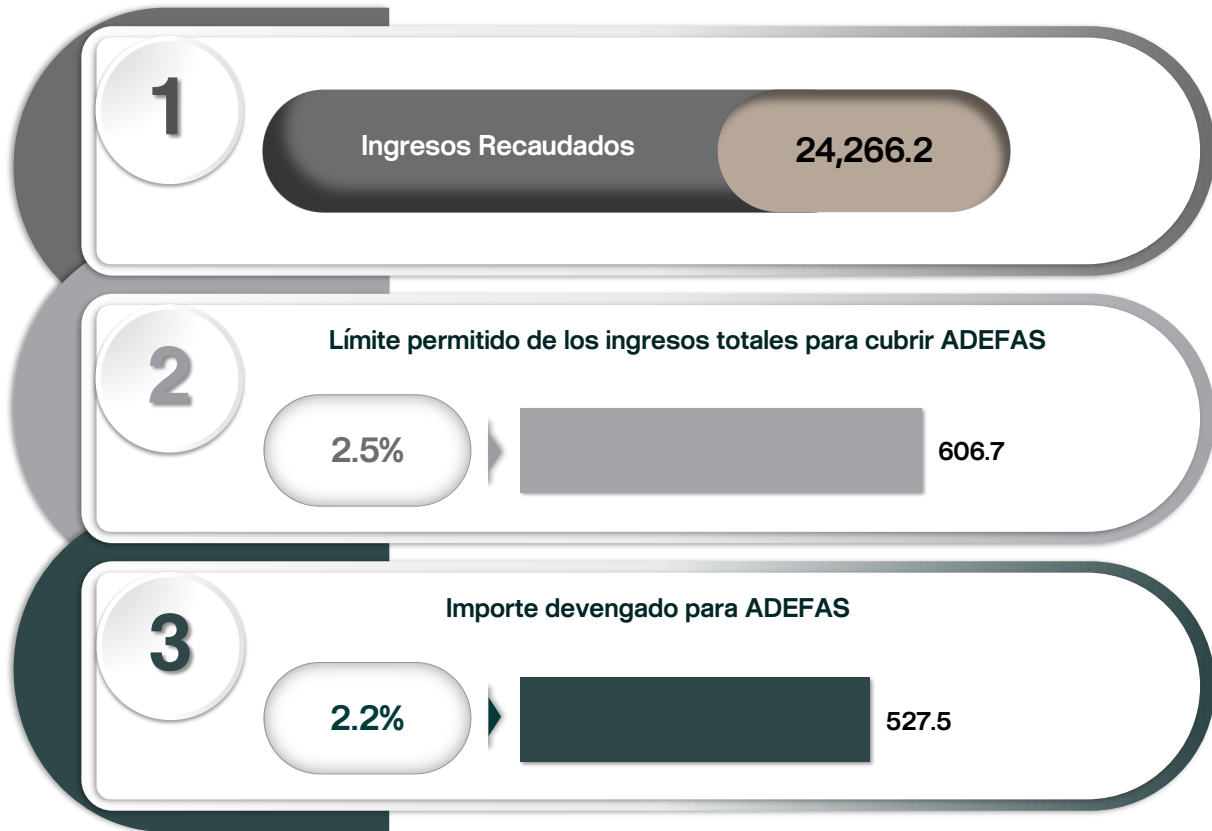 1
Ingresos Recaudados
24,266.2
2
Límite permitido de los ingresos totales para cubrir ADEFAS
2.5%
606.7
3
Importe devengado para ADEFAS
2.2%
527.5